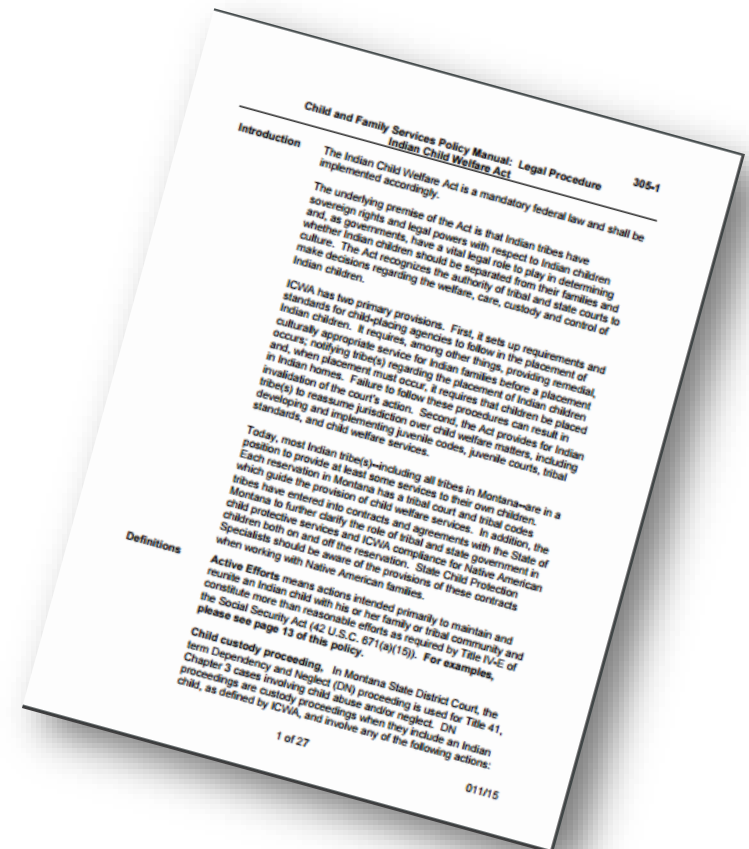 Child and Family Services Policy Manual: Legal Procedure
Indian Child Welfare Act
305-1
Introduction
The Indian Child Welfare Act is a mandatory federal law and shall be
implemented accordingly.
The underlying premise of the Act is that Indian tribes have
sovereign rights and legal powers with respect to Indian children
and, as governments, have a vital legal role to play in determining
whether Indian children should be separated from their families and
culture. The Act recognizes the authority of tribal and state courts to
make decisions regarding the welfare, care, custody and control of
Indian children.
ICWA has two primary provisions. First, it sets up requirements and
standards for child-placing agencies to follow in the placement of
Indian children. It requires, among other things, providing remedial,
culturally appropriate service for Indian families before a placement
occurs; notifying tribe(s) regarding the placement of Indian children
and, when placement must occur, it requires that children be placed
in Indian homes. Failure to follow these procedures can result in
invalidation of the court's action. Second, the Act provides for Indian
tribe(s) to reassume jurisdiction over child welfare matters, including
developing and implementing juvenile codes, juvenile courts, tribal
standards, and child welfare services.
Today, most Indian tribe(s)--including all tribes in Montana--are in a
position to provide at least some services to their own children.
Each reservation in Montana has a tribal court and tribal codes
which guide the provision of child welfare services. In addition, the
tribes have entered into contracts and agreements with the State of
Montana to further clarify the role of tribal and state government in
child protective services and ICWA compliance for Native American
children both on and off the reservation. State Child Protection
Specialists should be aware of the provisions of these contracts
when working with Native American families.
Definitions
Active Efforts means actions intended primarily to maintain and
reunite an Indian child with his or her family or tribal community and
constitute more than reasonable efforts as required by Title IV-E of
the Social Security Act (42 U.S.C. 671(a)(15)). For examples,
please see page 13 of this policy.
Child custody proceeding, In Montana State District Court, the
term Dependency and Neglect (DN) proceeding is used for Title 41,
Chapter 3 cases involving child abuse and/or neglect. DN
proceedings are custody proceedings when they include an Indian
child, as defined by ICWA, and involve any of the following actions:
1 of 27
011/15